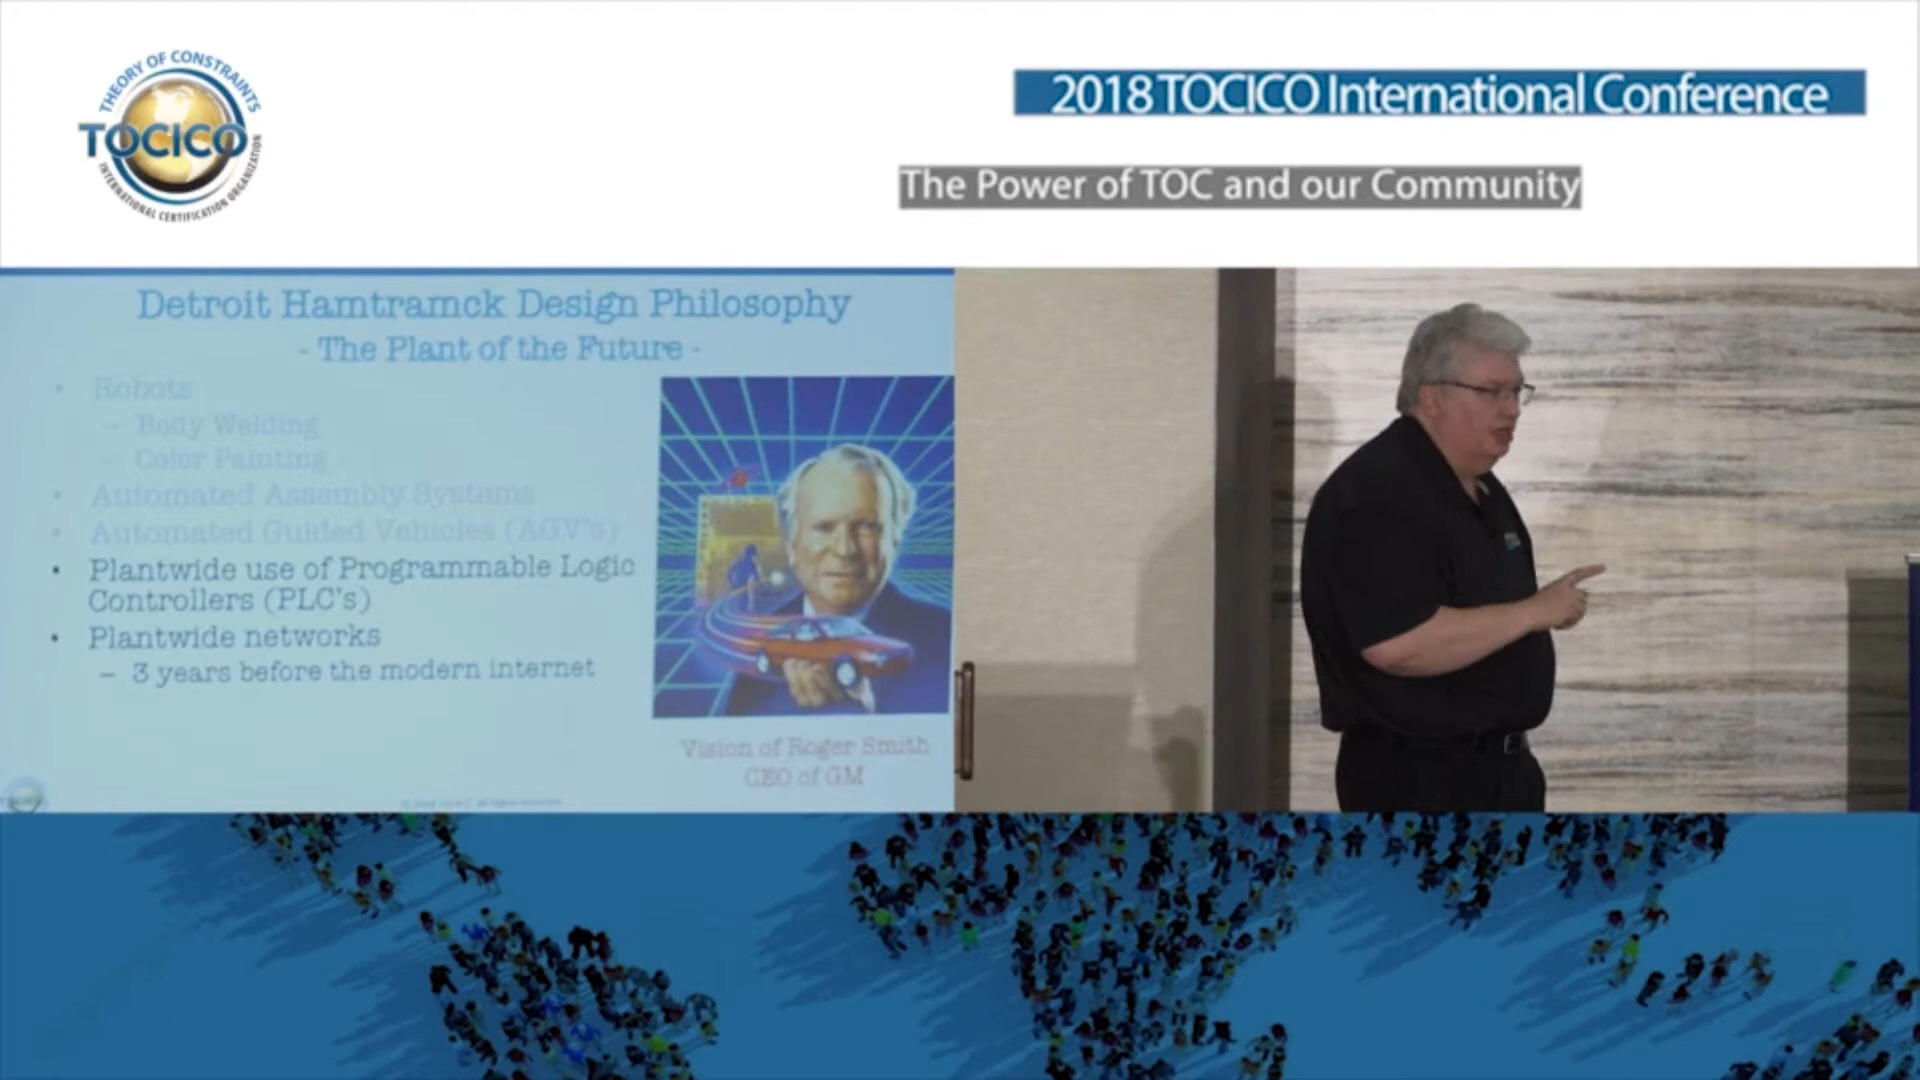 THEORY OF CONSTRAINTS
TOCICO
INTERNATIONAL CERTIFICATION ORGANIZATION
2018 TOCICO International Conference
The Power of TOC and our Community
Detroit Hamtramck Design Philosophy
- The Plant of the Future -
• Robots
– Body Welding
– Color Painting
• Automated Assembly Systems
• Automated Guided Vehicles (AGV's)
• Plantwide use of Programmable Logic
Controllers (PLC's)
• Plantwide networks
– 3 years before the modern internet
Vision of Roger Smith
CEO of GM